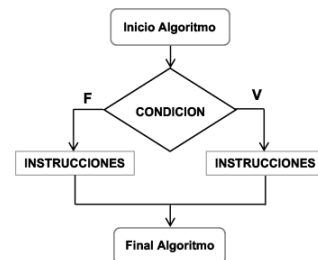 Inicio Algoritmo
F
V
CONDICION
INSTRUCCIONES
INSTRUCCIONES
Final Algoritmo